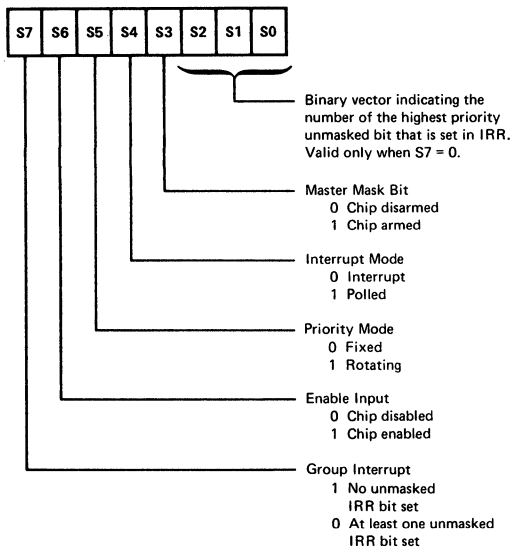 S7 S6 S5 S4 S3 S2 S1 S0
Binary vector indicating the
number of the highest priority
unmasked bit that is set in IRR.
Valid only when S7 = 0.
Master Mask Bit
0 Chip disarmed
1 Chip armed
Interrupt Mode
0 Interrupt
1 Polled
Priority Mode
0 Fixed
1 Rotating
Enable Input
0 Chip disabled
1 Chip enabled
Group Interrupt
1 No unmasked
IRR bit set
0 At least one unmasked
IRR bit set